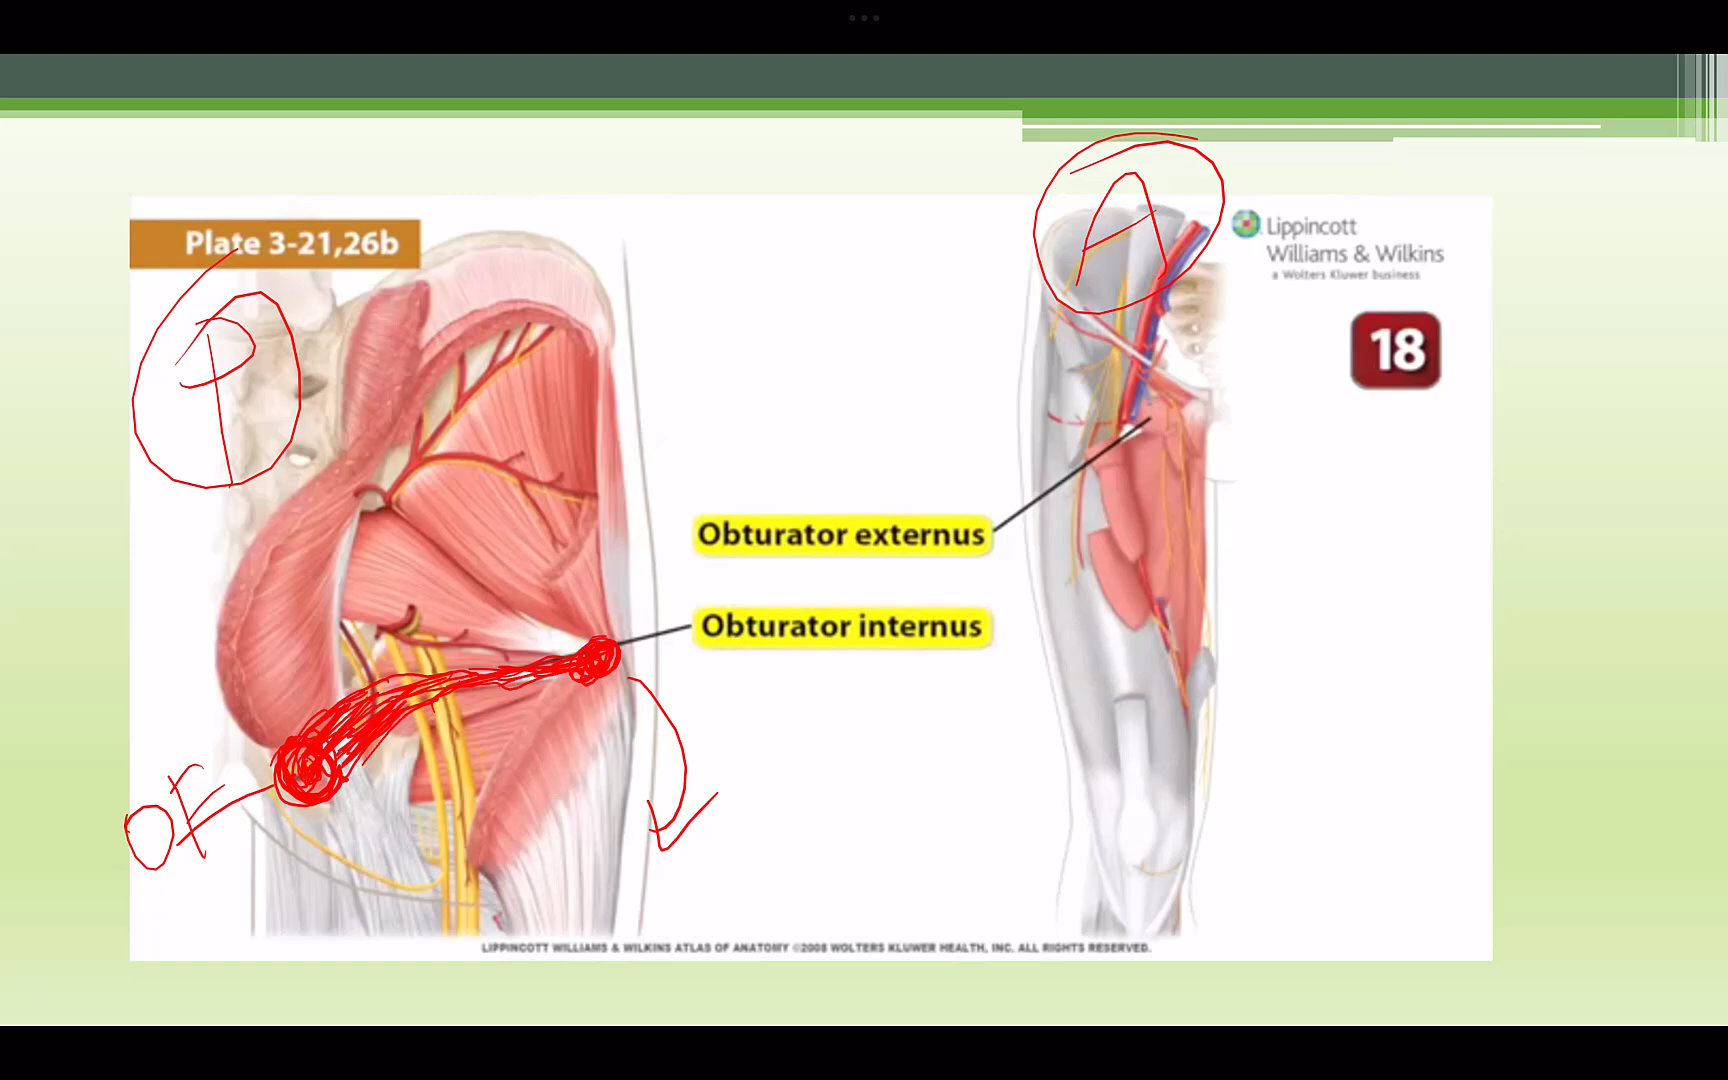 Plate 3-21,26b
P
A
Lippincott
Williams & Wilkins
a Wolters Kluwer business
18
Obturator externus
Obturator internus
OF
LIPPINCOTT WILLIAMS & WILKINS ATLAS OF ANATOMY ©2008 WOLTERS KLUWER HEALTH, INC. ALL RIGHTS RESERVED.